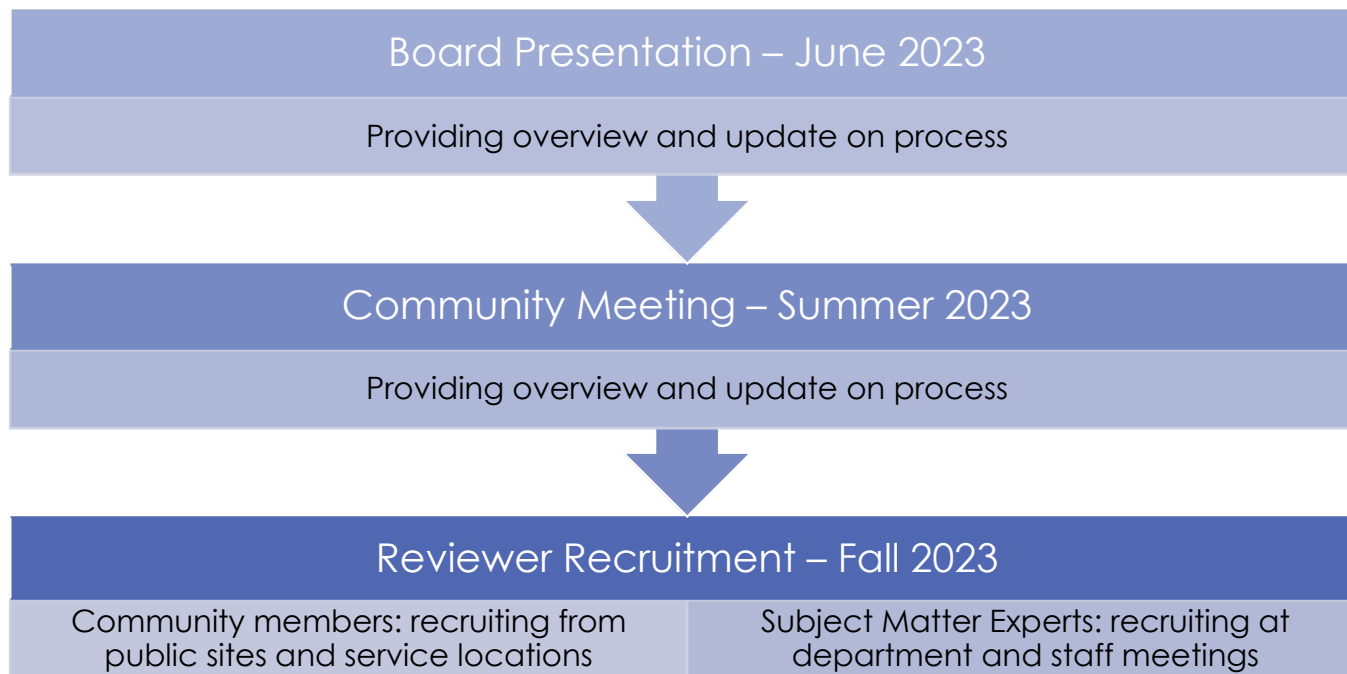 Board Presentation – June 2023
Providing overview and update on process
Community Meeting – Summer 2023
Providing overview and update on process
Reviewer Recruitment – Fall 2023
Community members: recruiting from
public sites and service locations
Subject Matter Experts: recruiting at
department and staff meetings